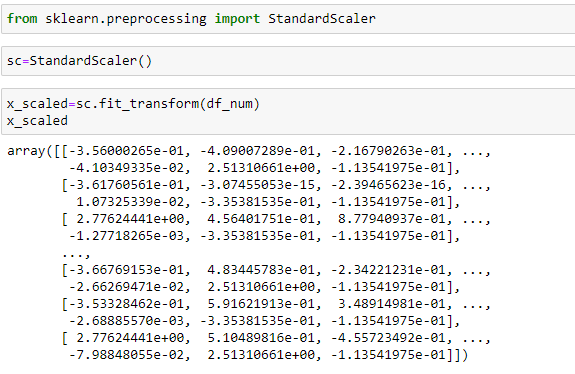 from sklearn.preprocessing import StandardScaler
sc=StandardScaler()
x_scaled=sc.fit_transform(df_num)
x_scaled
array([[-3.56000265e-01, -4.09007289e-01, -2.16790263e-01, ...,
        -4.10349335e-02,  2.51310661e+00, -1.13541975e-01],
       [-3.61760561e-01, -3.07455053e-15, -2.39465623e-16, ...,
         1.07325339e-02, -3.35381535e-01, -1.13541975e-01],
       [ 2.77624441e+00,  4.56401751e-01,  8.77940937e-01, ...,
        -1.27718265e-03, -3.35381535e-01, -1.13541975e-01],
       ...,
       [-3.66769153e-01,  4.83445783e-01, -2.34221231e-01, ...,
        -2.66269471e-02,  2.51310661e+00, -1.13541975e-01],
       [-3.53328462e-01,  5.91621913e-01,  3.48914981e-01, ...,
        -2.68885570e-03, -3.35381535e-01, -1.13541975e-01],
       [ 2.77624441e+00,  5.10489816e-01, -4.55723492e-01, ...,
        -7.98848055e-02,  2.51310661e+00, -1.13541975e-01]])